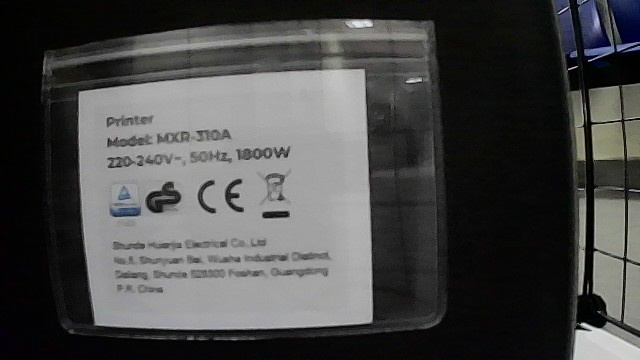 Printer
Model: MXR-310A
220-240V~, 50Hz, 1800W
CE
Shunde Huanjia Electrical Co., Ltd
No.6, Shunyuan Bei, Wusha Industrial District,
Daliang, Shunde 528300 Foshan, Guangdong
P.R. China